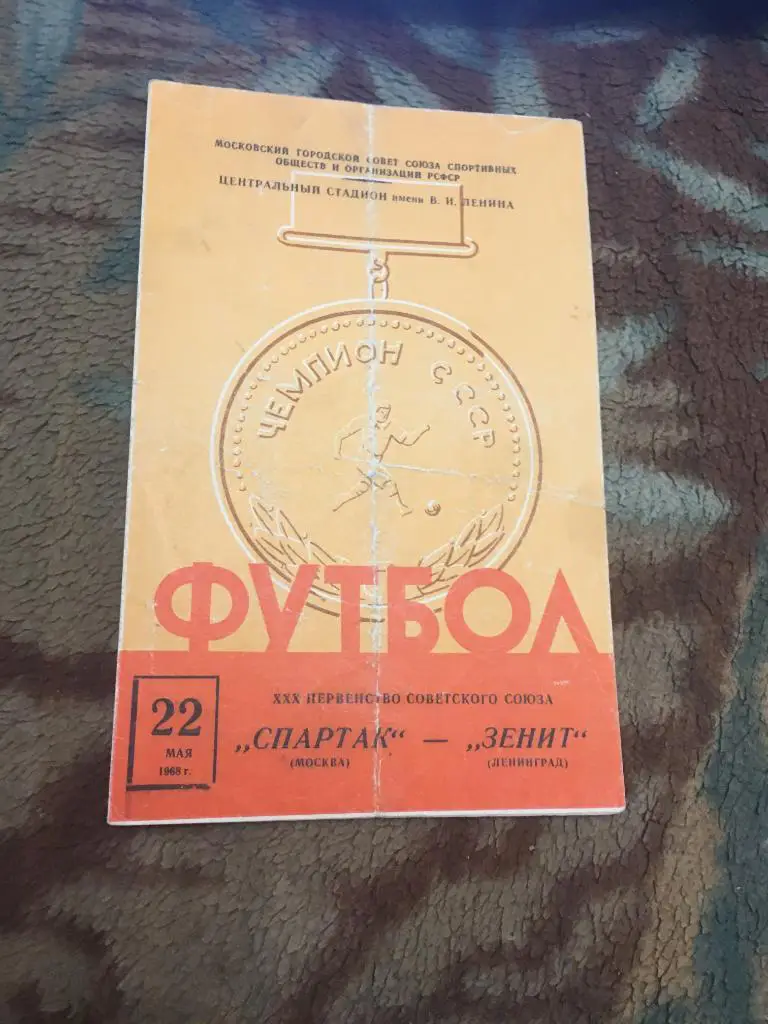 МОСКОВСКИЙ ГОРОДСКОЙ СОВЕТ СОЮЗА СПОРТИВНЫХ
ОБЩЕСТВ И ОРГАНИЗАЦИЙ РСФСР
ЦЕНТРАЛЬНЫЙ СТАДИОН имени В. И. ЛЕНИНА
ЧЕМПИОН СССР
ФУТБОЛ
22
МАЯ
1968 г.
XXX ПЕРВЕНСТВО СОВЕТСКОГО СОЮЗА
„СПАРТАК“ — „ЗЕНИТ“
(МОСКВА) (ЛЕНИНГРАД)